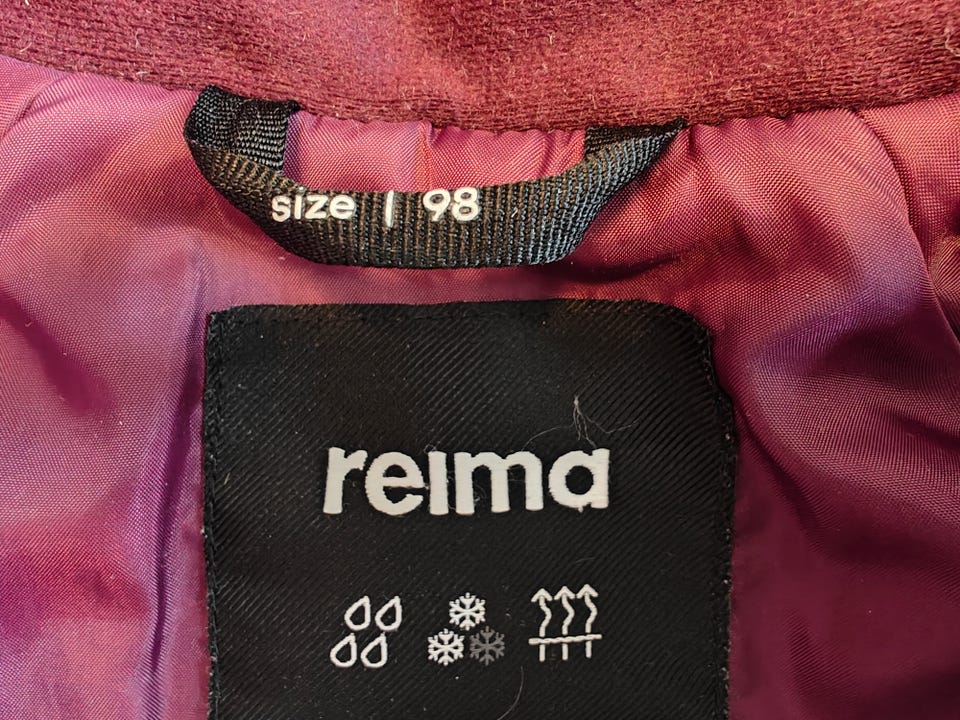 size | 98
reima